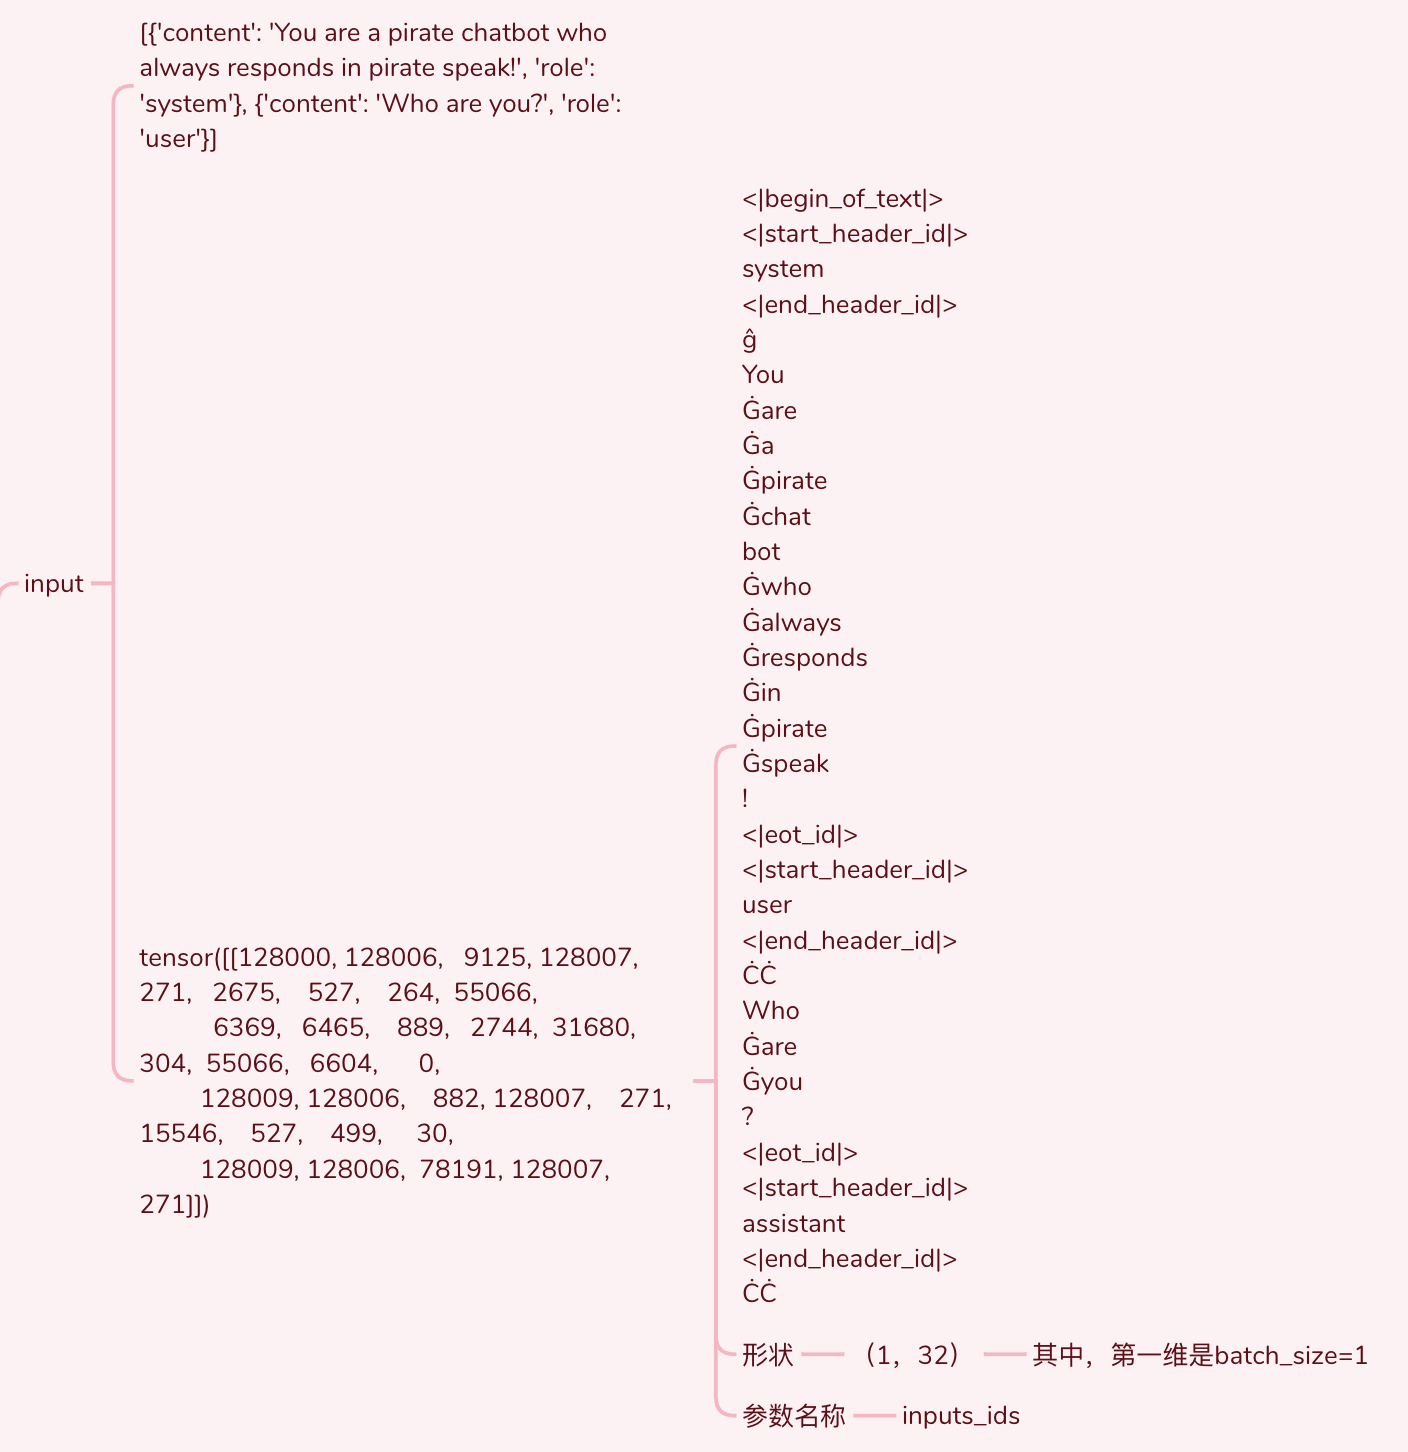 [{'content': 'You are a pirate chatbot who
always responds in pirate speak!', 'role':
'system'}, {'content': 'Who are you?', 'role':
'user'}]
input
tensor([[128000, 128006,   9125, 128007,
271,   2675,    527,    264,  55066,
6369,   6465,    889,   2744,  31680,
304,  55066,   6604,      0,
128009, 128006,    882, 128007,    271,
15546,    527,    499,     30,
128009, 128006,  78191, 128007,
271]])
<|begin_of_text|>
<|start_header_id|>
system
<|end_header_id|>
ĝ
You
Ġare
Ġa
Ġpirate
Ġchat
bot
Ġwho
Ġalways
Ġresponds
Ġin
Ġpirate
Ġspeak
!
<|eot_id|>
<|start_header_id|>
user
<|end_header_id|>
ĊĊ
Who
Ġare
Ġyou
?
<|eot_id|>
<|start_header_id|>
assistant
<|end_header_id|>
ĊĊ
形状
（1，32）
其中，第一维是batch_size=1
参数名称
inputs_ids